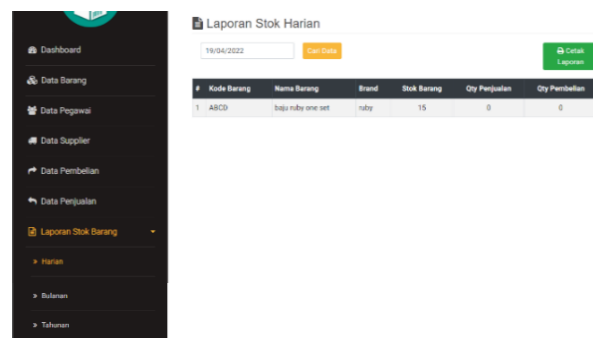 Dashboard
Data Barang
Data Pegawai
Data Supplier
Data Pembelian
Data Penjualan
Laporan Stok Barang
» Harian
» Bulanan
» Tahunan
Laporan Stok Harian
19/04/2022 Cari Data
Cetak
Laporan
# Kode Barang Nama Barang Brand Stok Barang Qty Penjualan Qty Pembelian
1 ABCD baju ruby one set ruby 15 0 0